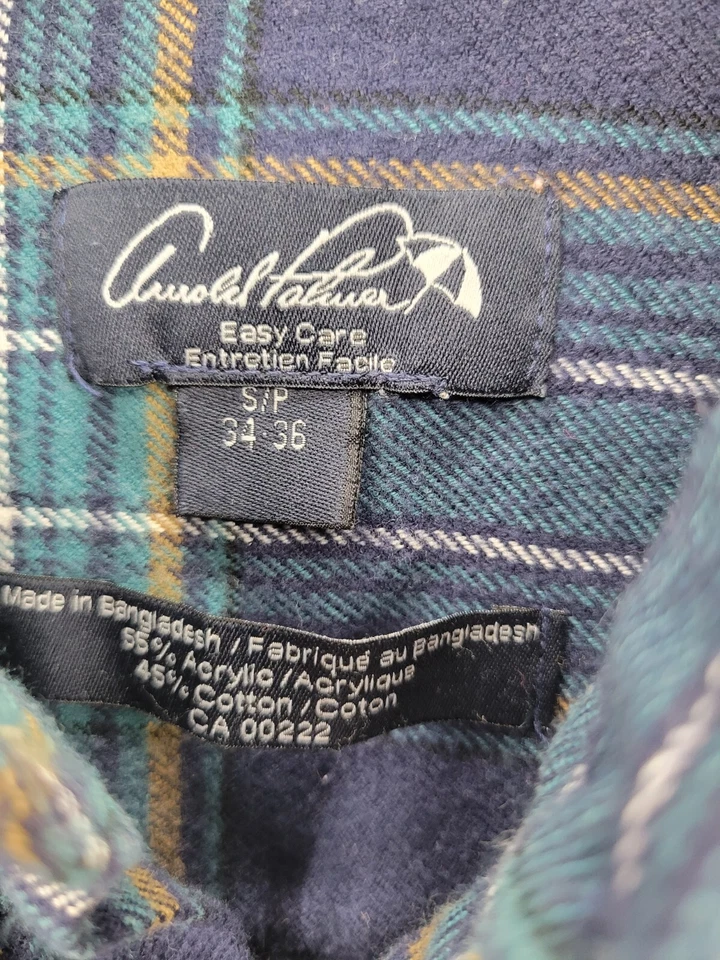 Arnold Palmer
Easy Care
Entretien Facile
S/P
34 36
Made in Bangladesh / Fabriqué au Bangladesh
55% Acrylic / Acrylique
45% Cotton / Coton
CA 00222